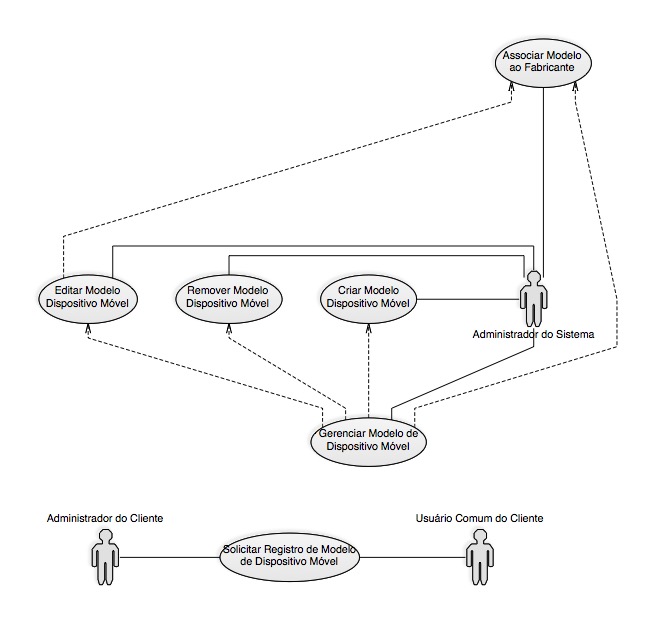 Associar Modelo
ao Fabricante
Editar Modelo
Dispositivo Móvel
Remover Modelo
Dispositivo Móvel
Criar Modelo
Dispositivo Móvel
Administrador do Sistema
Gerenciar Modelo de
Dispositivo Móvel
Administrador do Cliente
Usuário Comum do Cliente
Solicitar Registro de Modelo
de Dispositivo Móvel